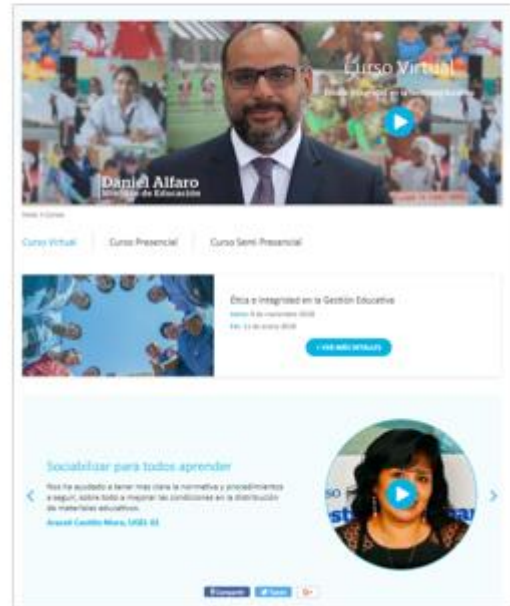 Curso Virtual
Daniel Alfaro
Ministro de Educación
Curso Virtual
Curso Presencial
Curso Semi Presencial
Ética e Integridad en la Gestión Educativa
+ VER MÁS DETALLES
Sociabilizar para todos aprender
Nos ha ayudado a tener más clara la normativa y procedimientos
a seguir, sobre todo a mejorar las condiciones en la distribución
de materiales educativos.
Compartir
Tweet
G+